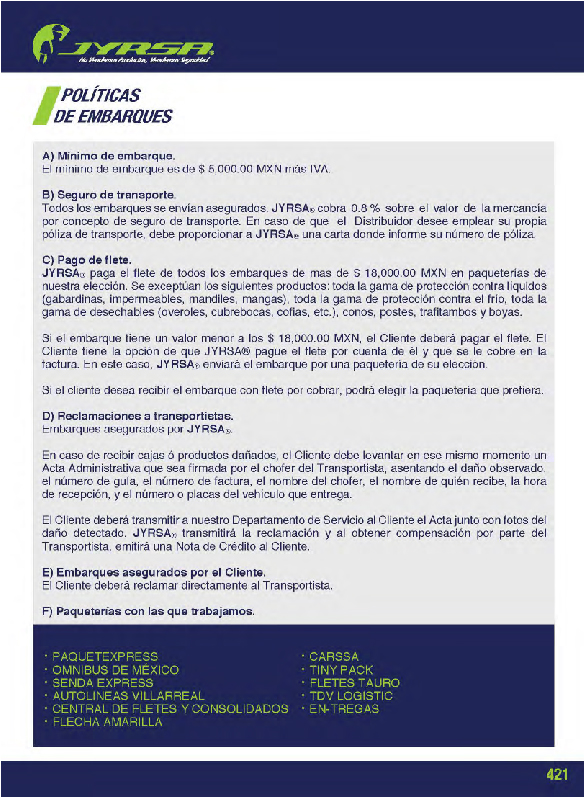 JYRSA®
No Vendemos Producto, Vendemos Seguridad
POLÍTICAS
DE EMBARQUES
A) Mínimo de embarque.
El mínimo de embarque es de $ 5,000.00 MXN más IVA.
B) Seguro de transporte.
Todos los embarques se envían asegurados. JYRSA® cobra 0.8 % sobre el valor de la mercancía
por concepto de seguro de transporte. En caso de que el Distribuidor desee emplear su propia
póliza de transporte, debe proporcionar a JYRSA® una carta donde informe su número de póliza.
C) Pago de flete.
JYRSA® paga el flete de todos los embarques de mas de $ 18,000.00 MXN en paqueterías de
nuestra elección. Se exceptúan los siguientes productos: toda la gama de protección contra líquidos
(gabardinas, impermeables, mandiles, mangas), toda la gama de protección contra el frío, toda la
gama de desechables (overoles, cubrebocas, cofias, etc.), conos, postes, trafitambos y boyas.
Si el embarque tiene un valor menor a los $ 18,000.00 MXN, el Cliente deberá pagar el flete. El
Cliente tiene la opción de que JYRSA® pague el flete por cuenta de él y que se le cobre en la
factura. En este caso, JYRSA® enviará el embarque por una paquetería de su elección.
Si el cliente desea recibir el embarque con flete por cobrar, podrá elegir la paquetería que prefiera.
D) Reclamaciones a transportistas.
Embarques asegurados por JYRSA®.
En caso de recibir cajas ó productos dañados, el Cliente debe levantar en ese mismo momento un
Acta Administrativa que sea firmada por el chofer del Transportista, asentando el daño observado,
el número de guía, el número de factura, el nombre del chofer, el nombre de quién recibe, la hora
de recepción, y el número o placas del vehículo que entrega.
El Cliente deberá transmitir a nuestro Departamento de Servicio al Cliente el Acta junto con fotos del
daño detectado. JYRSA® transmitirá la reclamación y al obtener compensación por parte del
Transportista, emitirá una Nota de Crédito al Cliente.
E) Embarques asegurados por el Cliente.
El Cliente deberá reclamar directamente al Transportista.
F) Paqueterías con las que trabajamos.
· PAQUETEXPRESS
· OMNIBUS DE MÉXICO
· SENDA EXPRESS
· AUTOLINEAS VILLARREAL
· CENTRAL DE FLETES Y CONSOLIDADOS
· FLECHA AMARILLA
· CARSSA
· TINY PACK
· FLETES TAURO
· TDV LOGISTIC
· EN-TREGAS
421